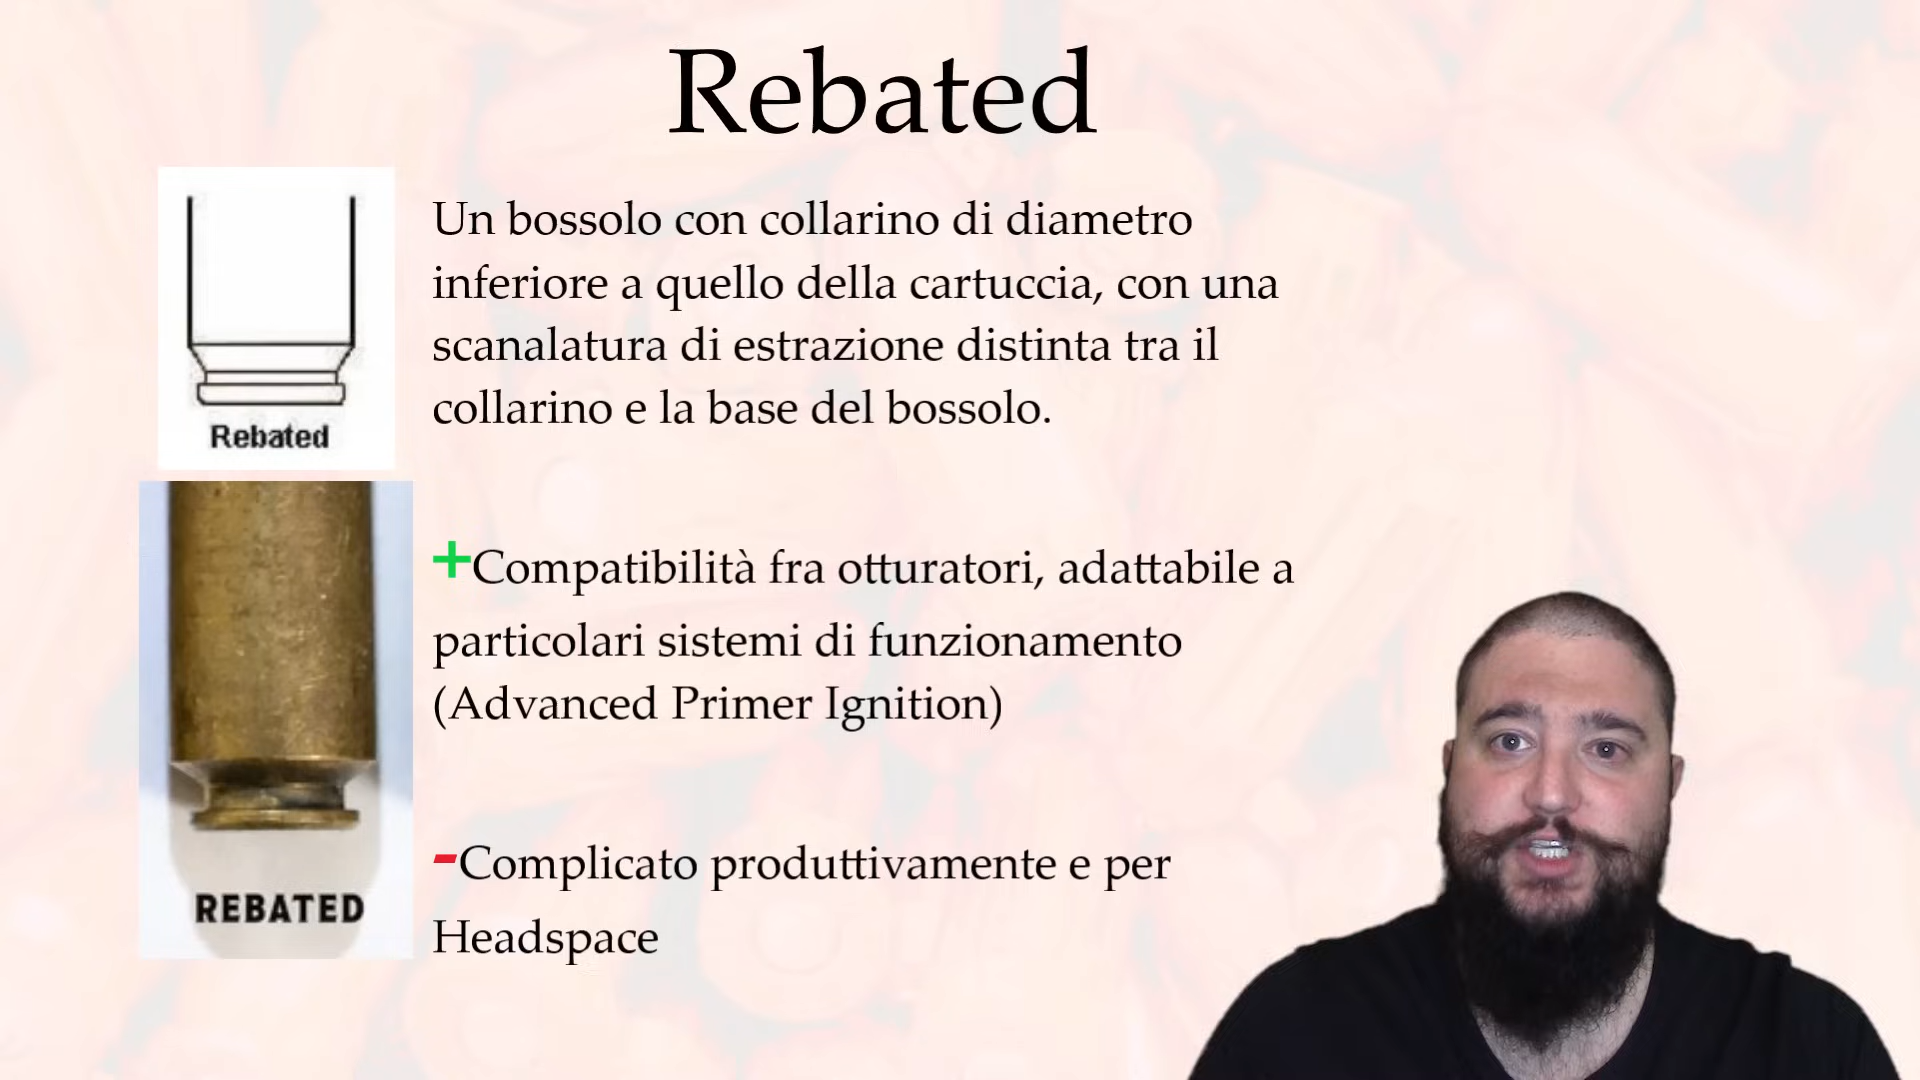 Rebated
Un bossolo con collarino di diametro
inferiore a quello della cartuccia, con una
scanalatura di estrazione distinta tra il
collarino e la base del bossolo.
Rebated
+Compatibilità fra otturatori, adattabile a
particolari sistemi di funzionamento
(Advanced Primer Ignition)
-Complicato produttivamente e per
Headspace
REBATED